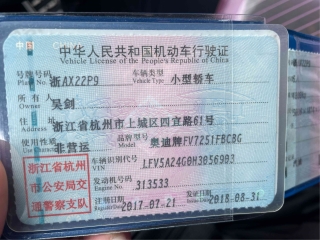 中华人民共和国机动车行驶证
Vehicle License of the People's Republic of China
号牌号码 浙AX22P9 车辆类型 小型轿车
Plate No. Vehicle Type
所有人 吴剑
Owner
住址 浙江省杭州市上城区四宜路61号
Address
使用性质 非营运 品牌型号 奥迪牌FV7251FBCBG
浙江省杭州
市公安局交
通警察支队
车辆识别代号 LFV5A24G0H3056903
VIN
发动机号码 313533
Engine No.
注册日期 2017-07-21 发证日期 2018-08-31